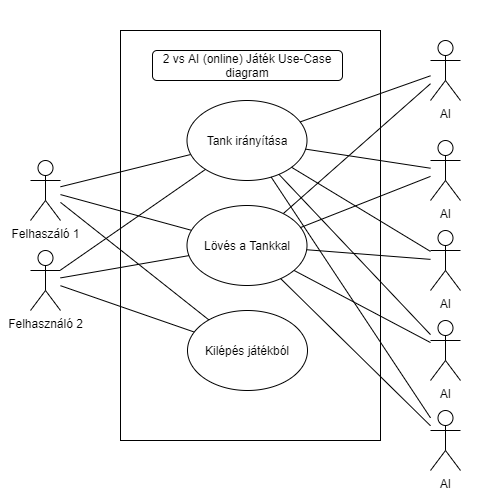 2 vs AI (online) Játék Use-Case
diagram
Tank irányítása
Lövés a Tankkal
Kilépés játékból
Felhaszáló 1
Felhasználó 2
AI
AI
AI
AI
AI